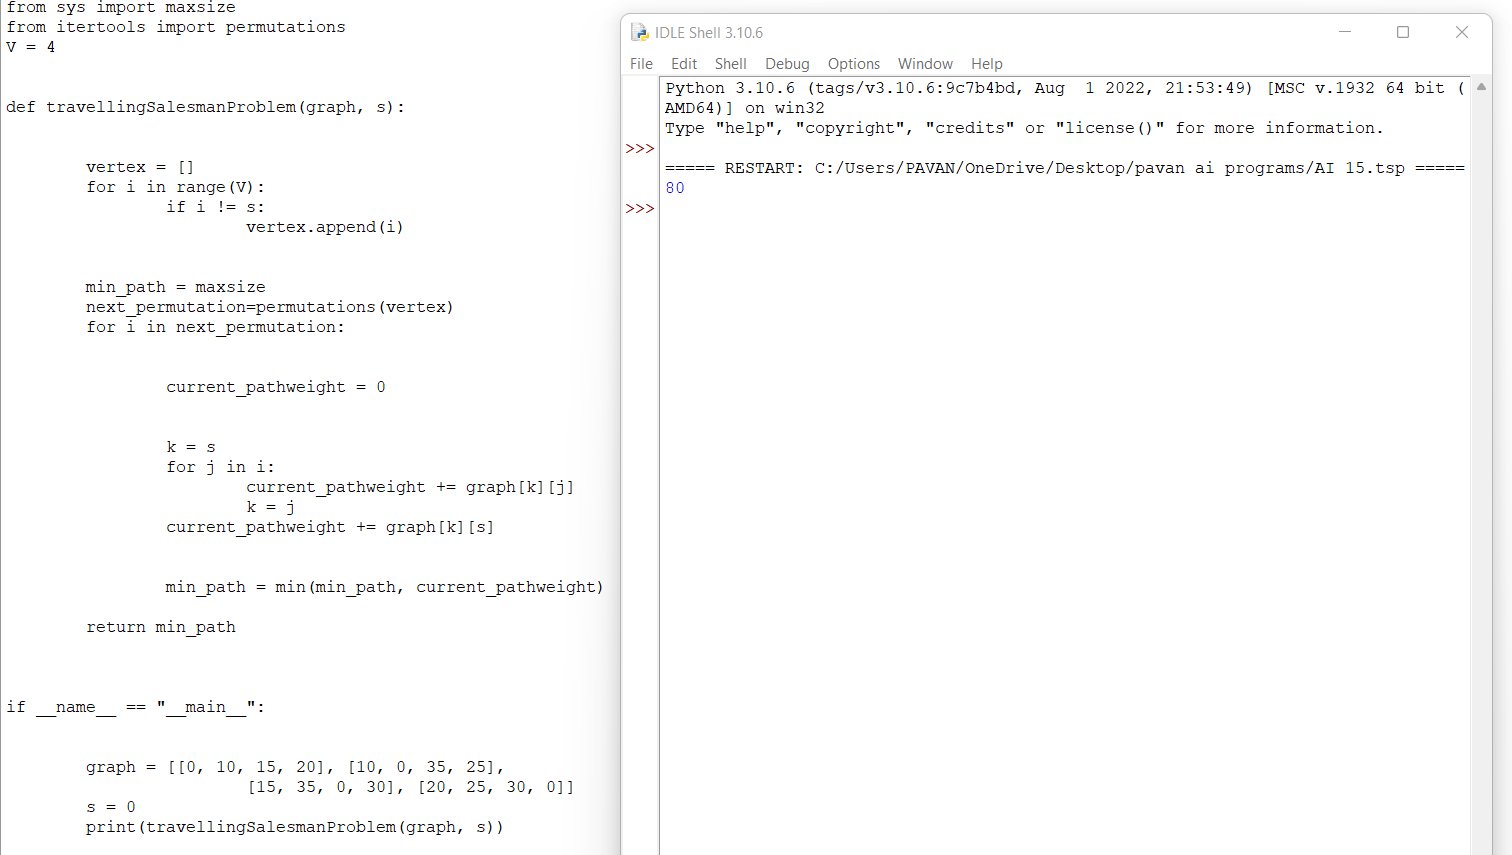 from sys import maxsize
from itertools import permutations
V = 4
def travellingSalesmanProblem(graph, s):
vertex = []
for i in range(V):
if i != s:
vertex.append(i)
min_path = maxsize
next_permutation=permutations(vertex)
for i in next_permutation:
current_pathweight = 0
k = s
for j in i:
current_pathweight += graph[k][j]
k = j
current_pathweight += graph[k][s]
min_path = min(min_path, current_pathweight)
return min_path
if __name__ == "__main__":
graph = [[0, 10, 15, 20], [10, 0, 35, 25],
[15, 35, 0, 30], [20, 25, 30, 0]]
s = 0
print(travellingSalesmanProblem(graph, s))
IDLE Shell 3.10.6
File Edit Shell Debug Options Window Help
Python 3.10.6 (tags/v3.10.6:9c7b4bd, Aug  1 2022, 21:53:49) [MSC v.1932 64 bit (
AMD64)] on win32
Type "help", "copyright", "credits" or "license()" for more information.
>>>
===== RESTART: C:/Users/PAVAN/OneDrive/Desktop/pavan ai programs/AI 15.tsp =====
80
>>>